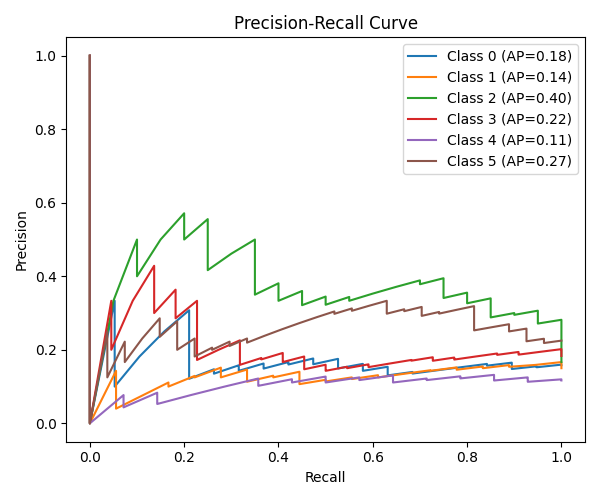 Precision-Recall Curve
Class 0 (AP=0.18)
Class 1 (AP=0.14)
Class 2 (AP=0.40)
Class 3 (AP=0.22)
Class 4 (AP=0.11)
Class 5 (AP=0.27)
Precision
1.0
0.8
0.6
0.4
0.2
0.0
0.0 0.2 0.4 0.6 0.8 1.0
Recall